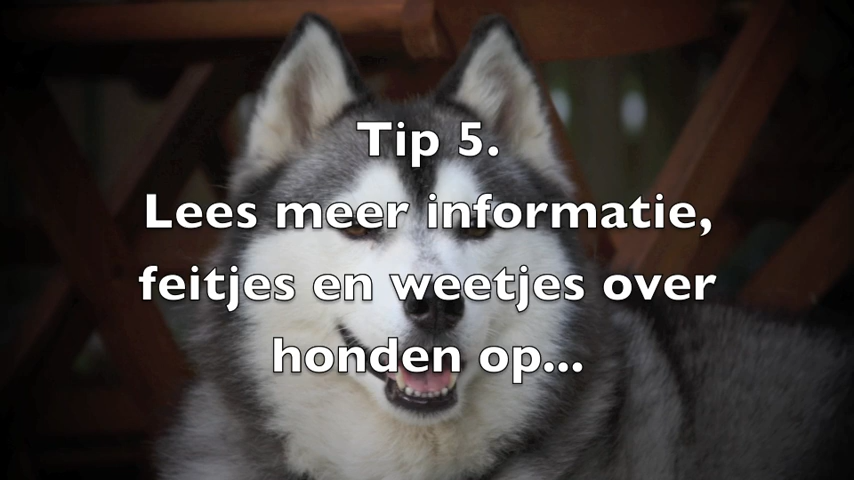 Tip 5.
Lees meer informatie,
feitjes en weetjes over
honden op...